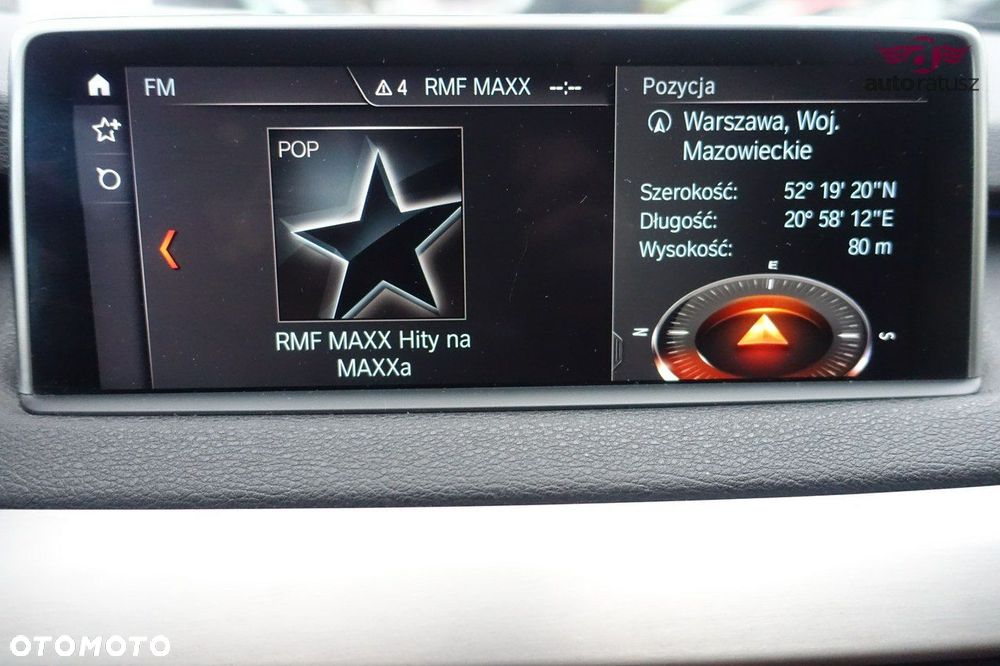 FM
4 RMF MAXX --:--
POP
RMF MAXX Hity na
MAXXa
Pozycja
Warszawa, Woj.
Mazowieckie
Szerokość: 52° 19' 20"N
Długość: 20° 58' 12"E
Wysokość: 80 m
E
N
S
autoratusz
OTOMOTO